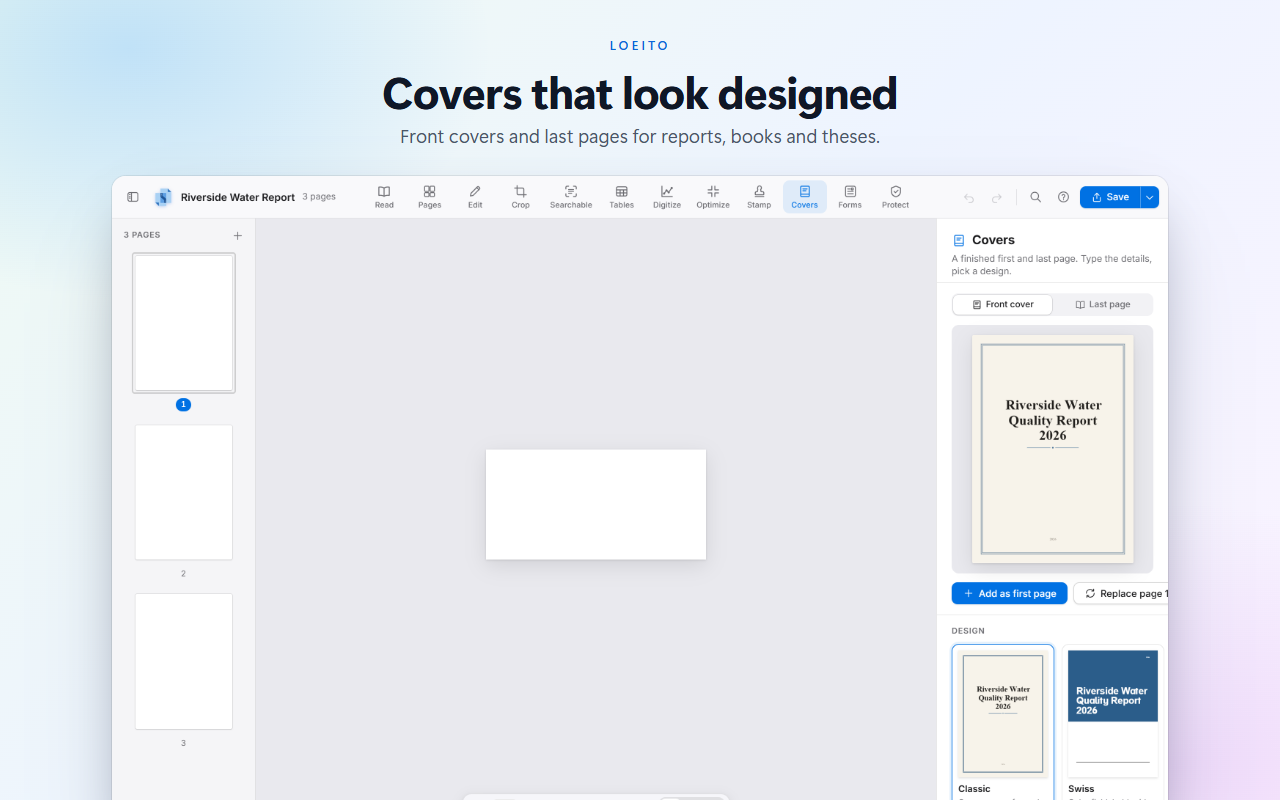 LOEITO
Covers that look designed
Front covers and last pages for reports, books and theses.
Riverside Water Report 3 pages
Read
Pages
Edit
Crop
Searchable
Tables
Digitize
Optimize
Stamp
Covers
Forms
Protect
Save
3 PAGES
1
2
3
Covers
A finished first and last page. Type the details,
pick a design.
Front cover
Last page
Riverside Water
Quality Report
2026
Add as first page
Replace page 1
DESIGN
Riverside Water
Quality Report
2026
Classic
Riverside Water
Quality Report
2026
Swiss